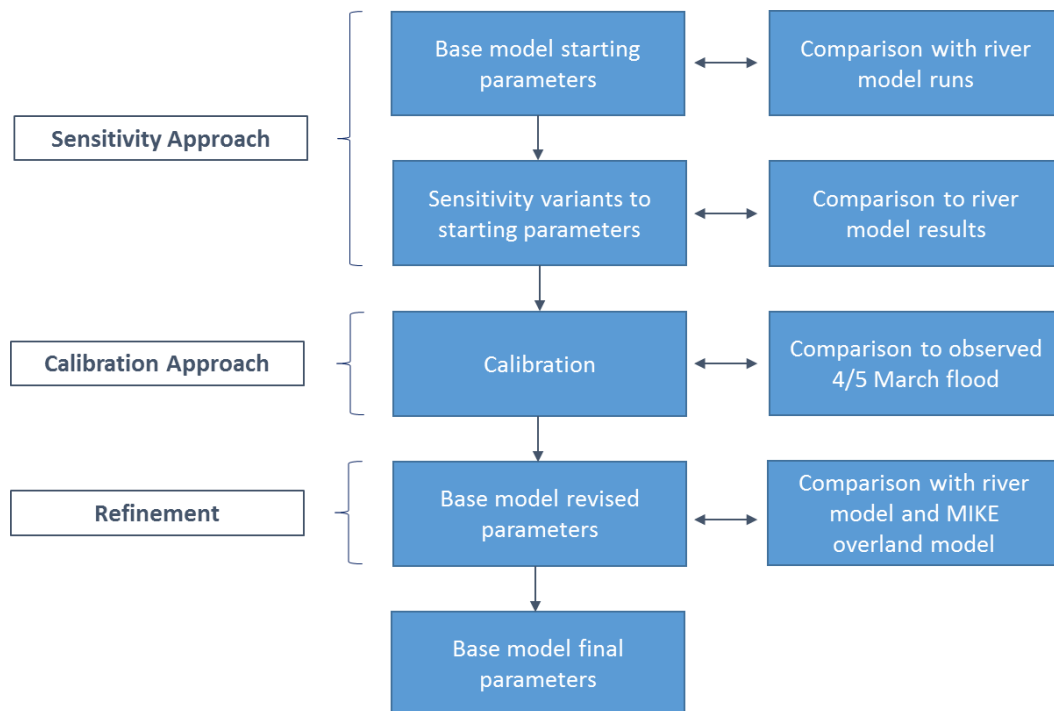 Base model starting
parameters
Comparison with river
model runs
Sensitivity Approach
Sensitivity variants to
starting parameters
Comparison to river
model results
Calibration Approach
Calibration
Comparison to observed
4/5 March flood
Refinement
Base model revised
parameters
Comparison with river
model and MIKE
overland model
Base model final
parameters